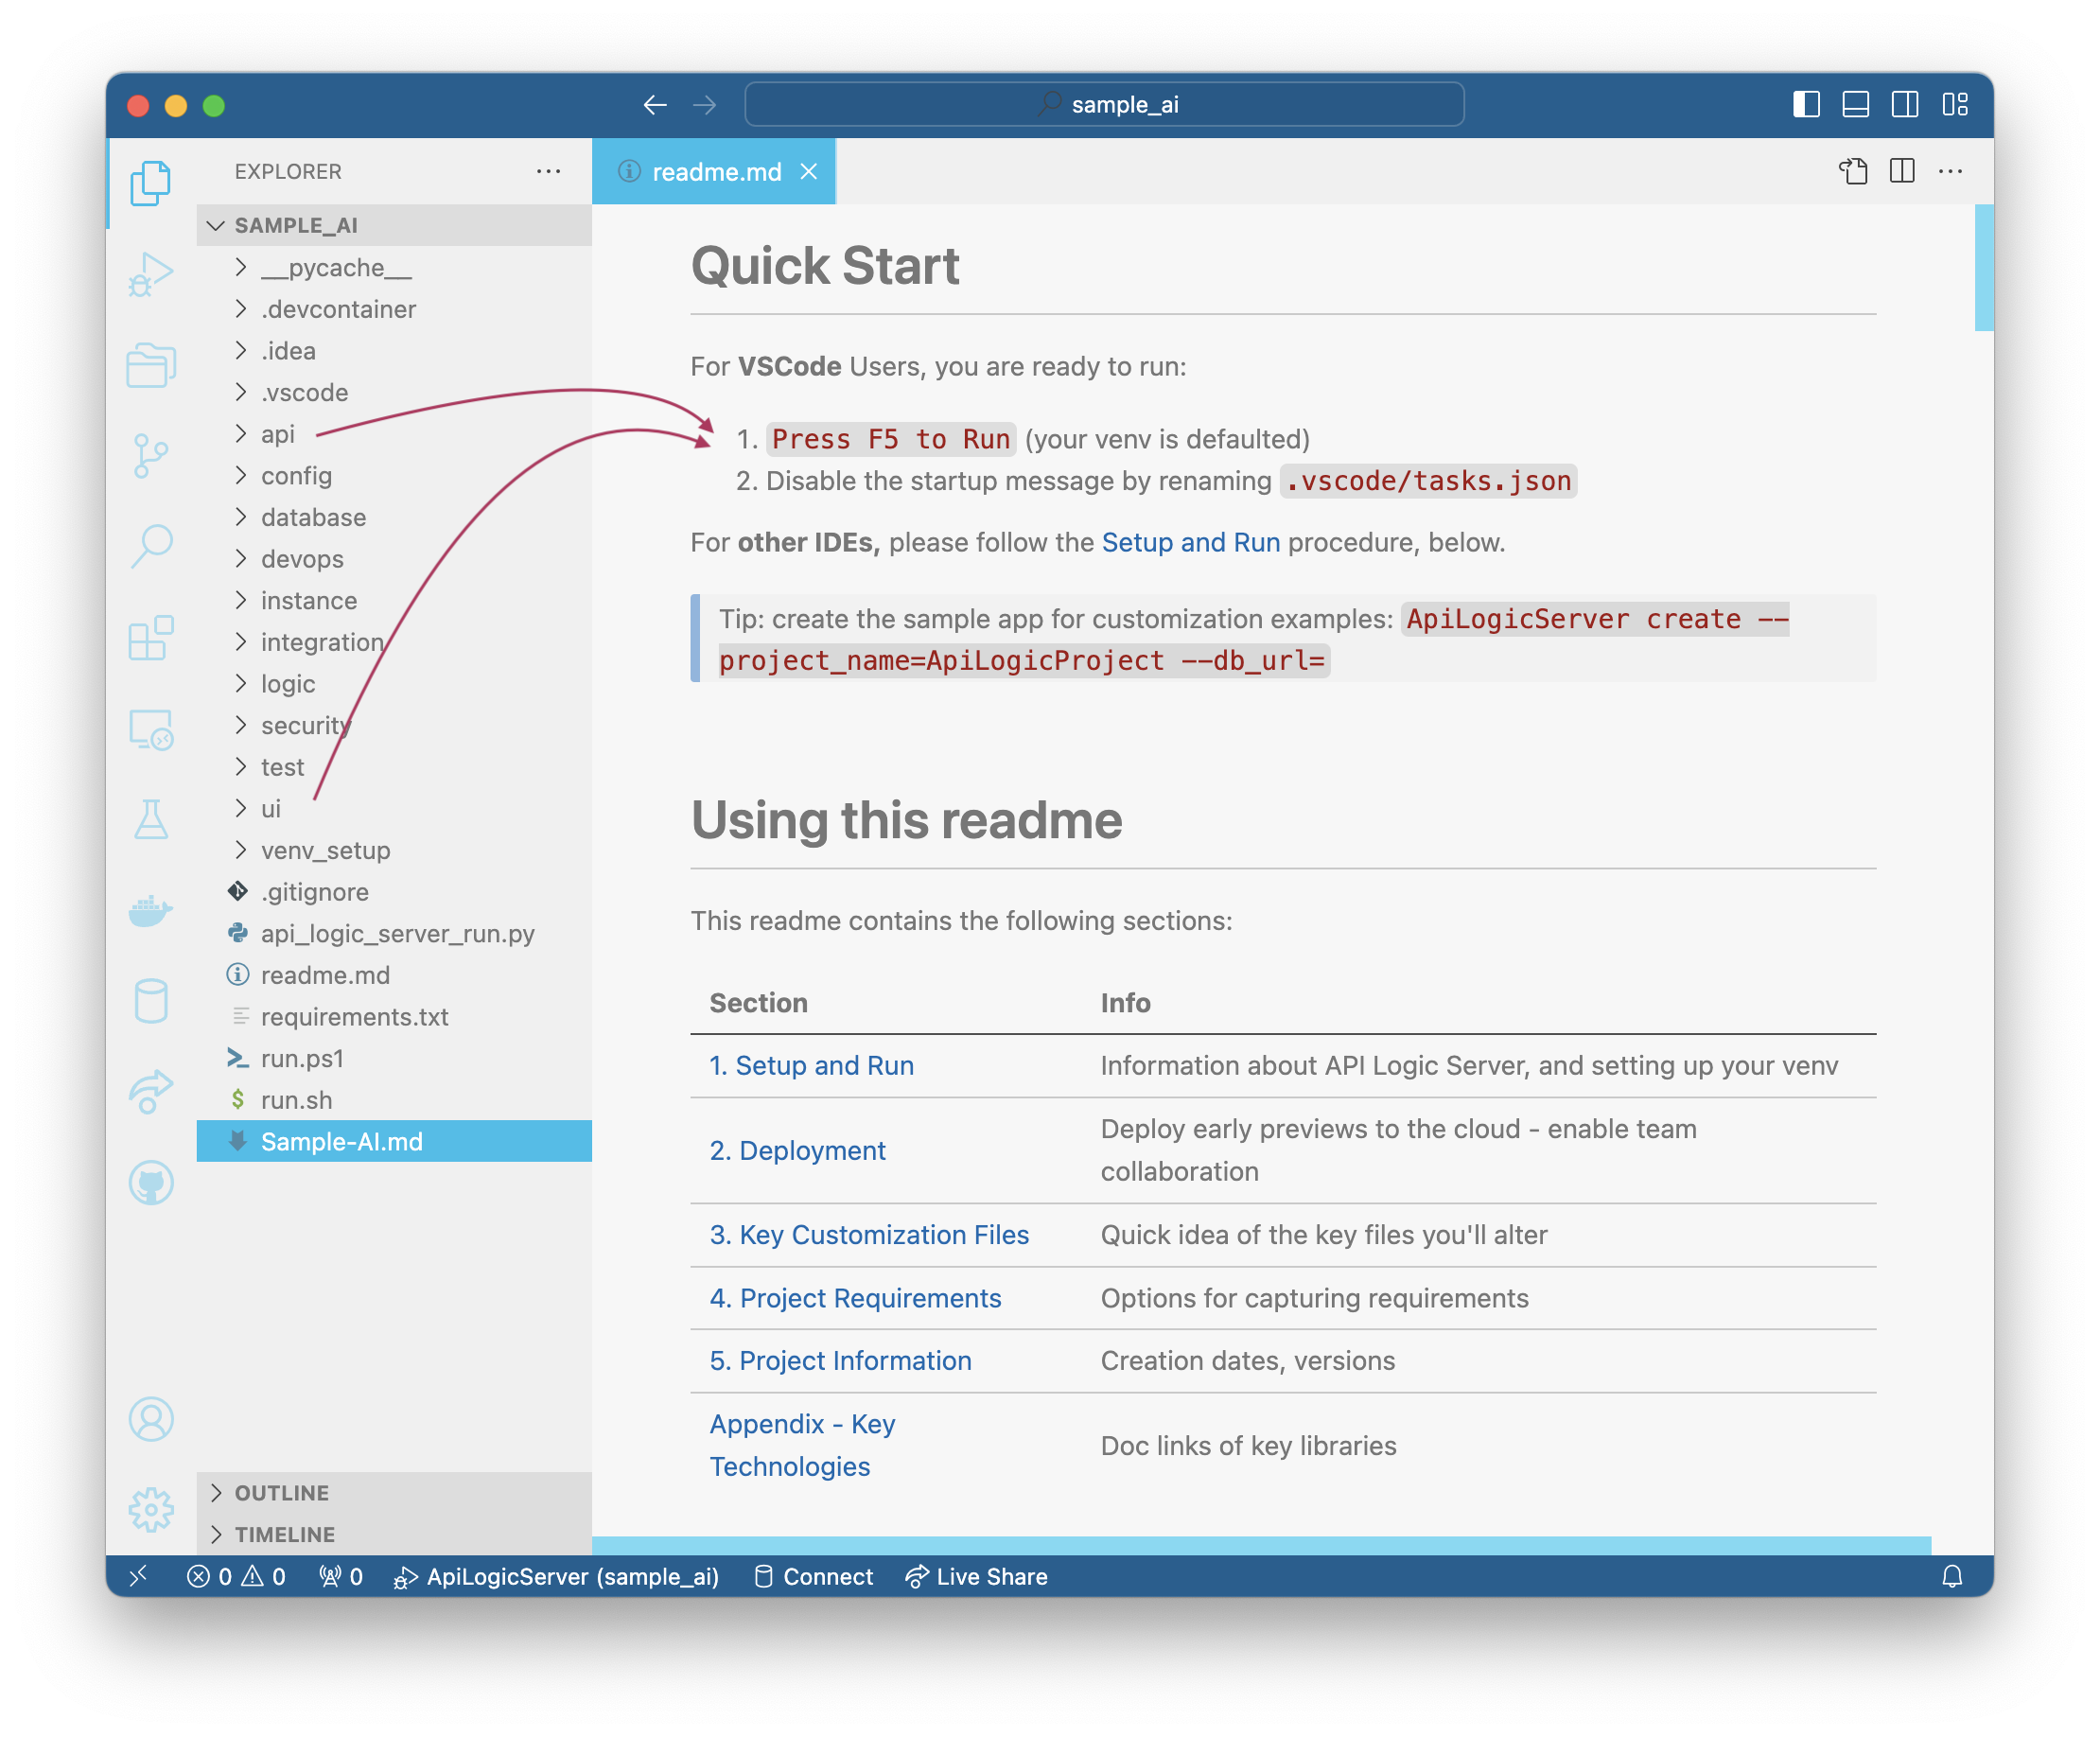 sample_ai
EXPLORER
readme.md
SAMPLE_AI
__pycache__
.devcontainer
.idea
.vscode
api
config
database
devops
instance
integration
logic
security
test
ui
venv_setup
.gitignore
api_logic_server_run.py
readme.md
requirements.txt
run.ps1
run.sh
Sample-AI.md
OUTLINE
TIMELINE
Quick Start
For VSCode Users, you are ready to run:
1. Press F5 to Run (your venv is defaulted)
2. Disable the startup message by renaming .vscode/tasks.json
For other IDEs, please follow the Setup and Run procedure, below.
Tip: create the sample app for customization examples: ApiLogicServer create --
project_name=ApiLogicProject --db_url=
Using this readme
This readme contains the following sections:
Section Info
1. Setup and Run Information about API Logic Server, and setting up your venv
2. Deployment Deploy early previews to the cloud - enable team
collaboration
3. Key Customization Files Quick idea of the key files you'll alter
4. Project Requirements Options for capturing requirements
5. Project Information Creation dates, versions
Appendix - Key
Technologies Doc links of key libraries
0 0 0 ApiLogicServer (sample_ai) Connect Live Share